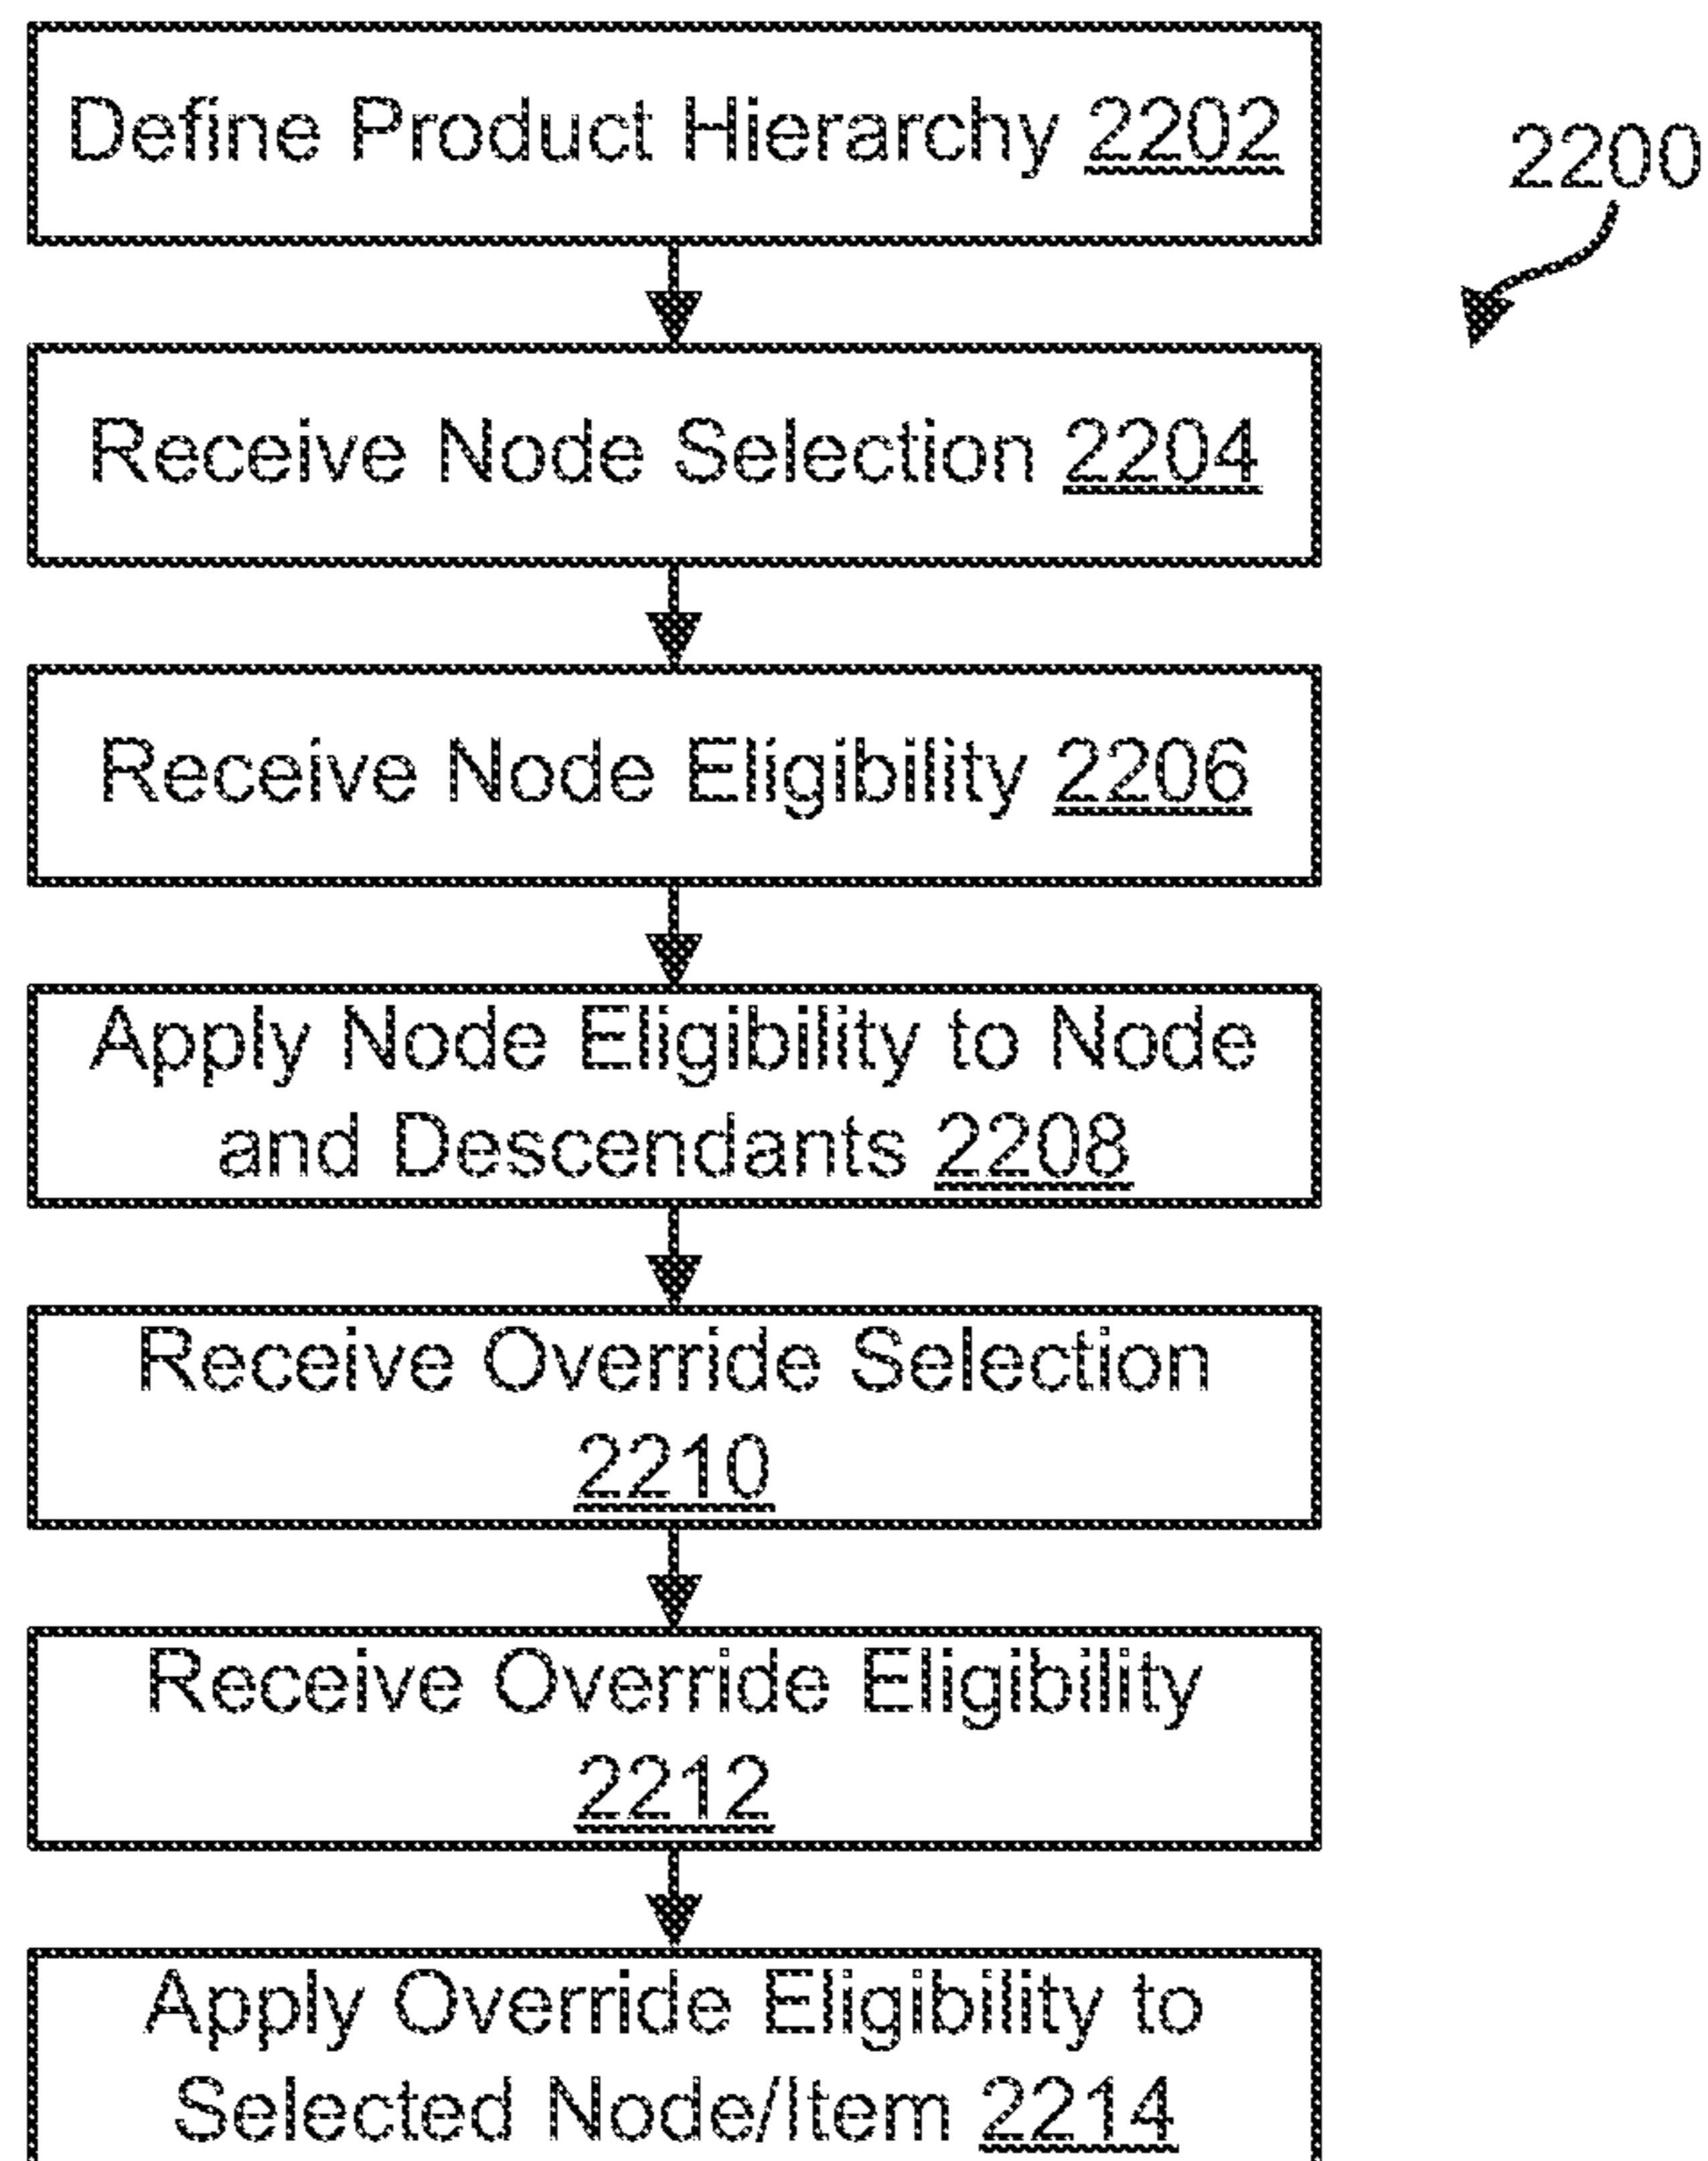 Define Product Hierarchy 2202
2200
Receive Node Selection 2204
Receive Node Eligibility 2206
Apply Node Eligibility to Node
and Descendants 2208
Receive Override Selection
2210
Receive Override Eligibility
2212
Apply Override Eligibility to
Selected Node/Item 2214